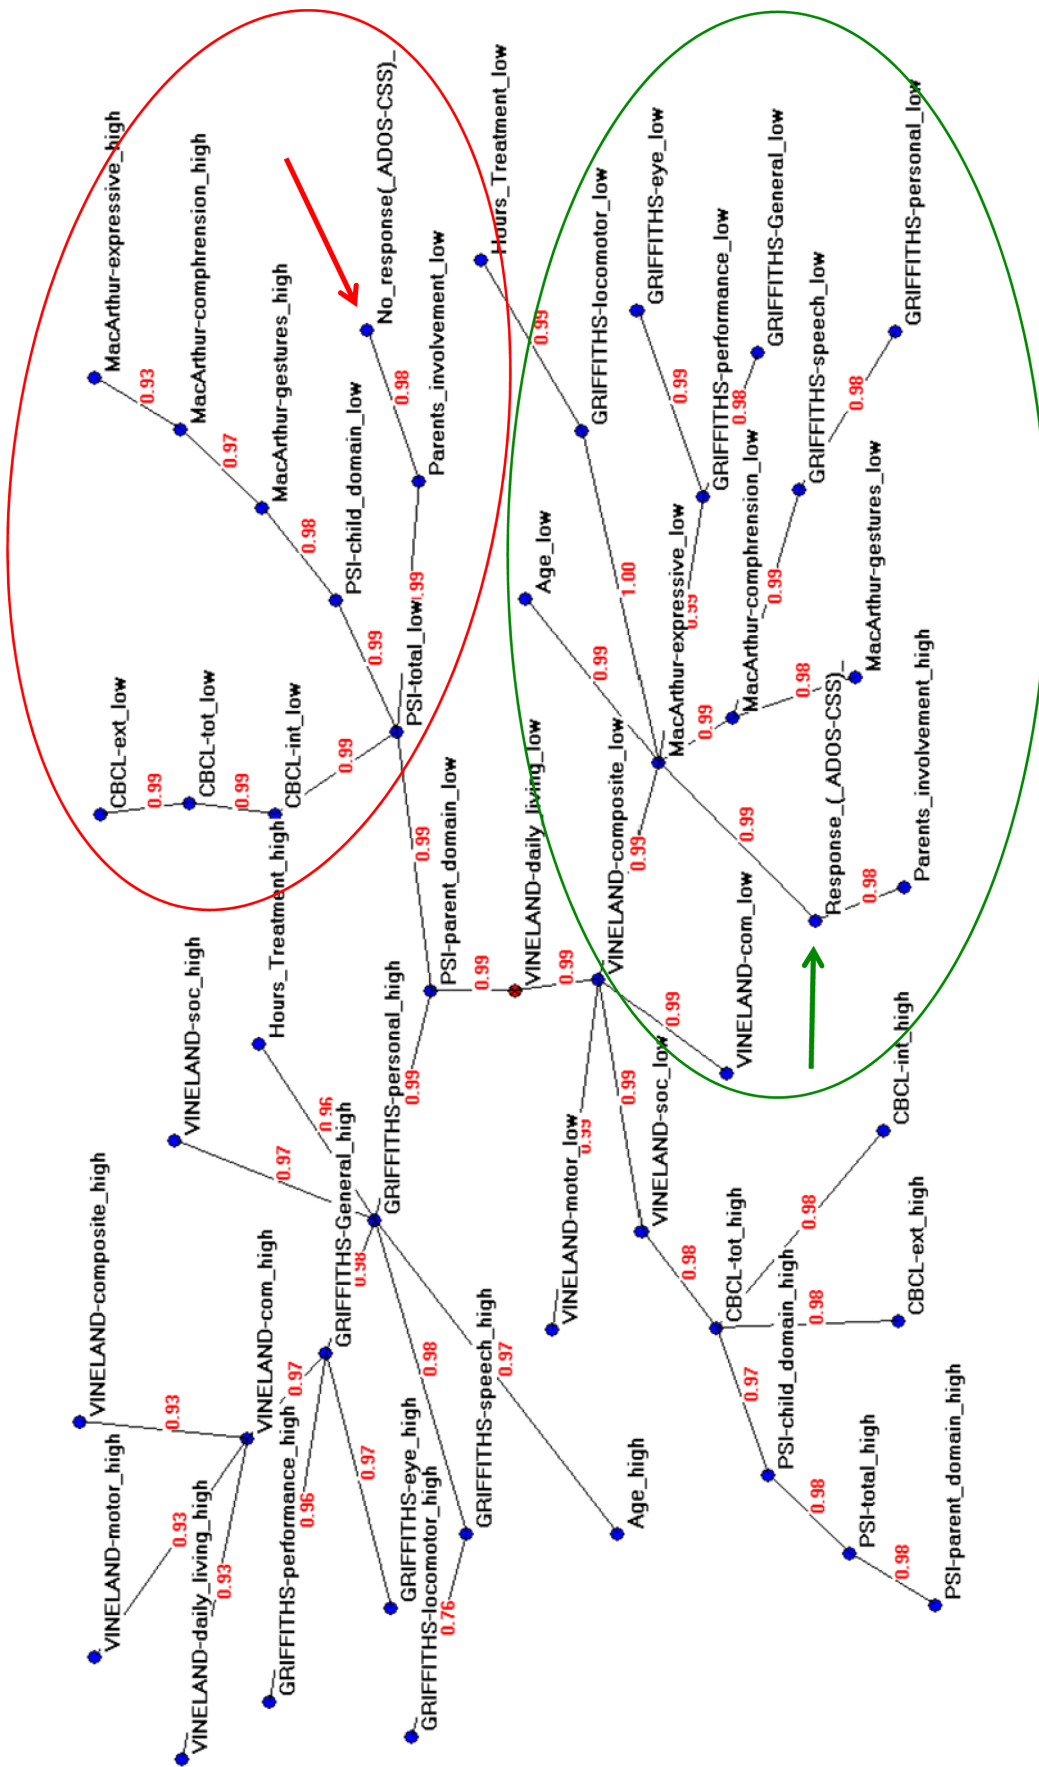 MacArthur-expressive_high
0.93
MacArthur-comphrension_high
0.97
MacArthur-gestures_high
0.98
PSI-child_domain_low
0.99
No_response(_ADOS-CSS)_
0.98
Parents_involvement_low
0.99
PSI-total_low
CBCL-ext_low
0.99
CBCL-tot_low
0.99
CBCL-int_low
0.99
0.99
PSI-parent_domain_low
0.99
VINELAND-daily_living_low
0.99
VINELAND-composite_low
Hours_Treatment_high
0.96
VINELAND-soc_high
0.97
GRIFFITHS-personal_high
0.99
GRIFFITHS-General_high
0.98
VINELAND-composite_high
0.93
VINELAND-com_high
0.97
VINELAND-motor_high
0.93
VINELAND-daily_living_high
0.93
GRIFFITHS-performance_high
0.96
GRIFFITHS-eye_high
0.97
GRIFFITHS-locomotor_high
0.76
GRIFFITHS-speech_high
0.98
Age_high
0.97
Hours_Treatment_low
0.99
GRIFFITHS-locomotor_low
1.00
Age_low
0.99
GRIFFITHS-eye_low
0.99
GRIFFITHS-performance_low
0.98
GRIFFITHS-General_low
0.99
MacArthur-expressive_low
0.99
0.99
MacArthur-comphrension_low
0.99
GRIFFITHS-speech_low
0.98
GRIFFITHS-personal_low
0.98
MacArthur-gestures_low
0.99
Response_(_ADOS-CSS)_
0.98
Parents_involvement_high
VINELAND-com_low
0.99
VINELAND-motor_low
0.99
VINELAND-soc_low
0.99
0.98
CBCL-tot_high
0.98
CBCL-int_high
0.98
CBCL-ext_high
0.97
PSI-child_domain_high
0.98
PSI-total_high
0.98
PSI-parent_domain_high